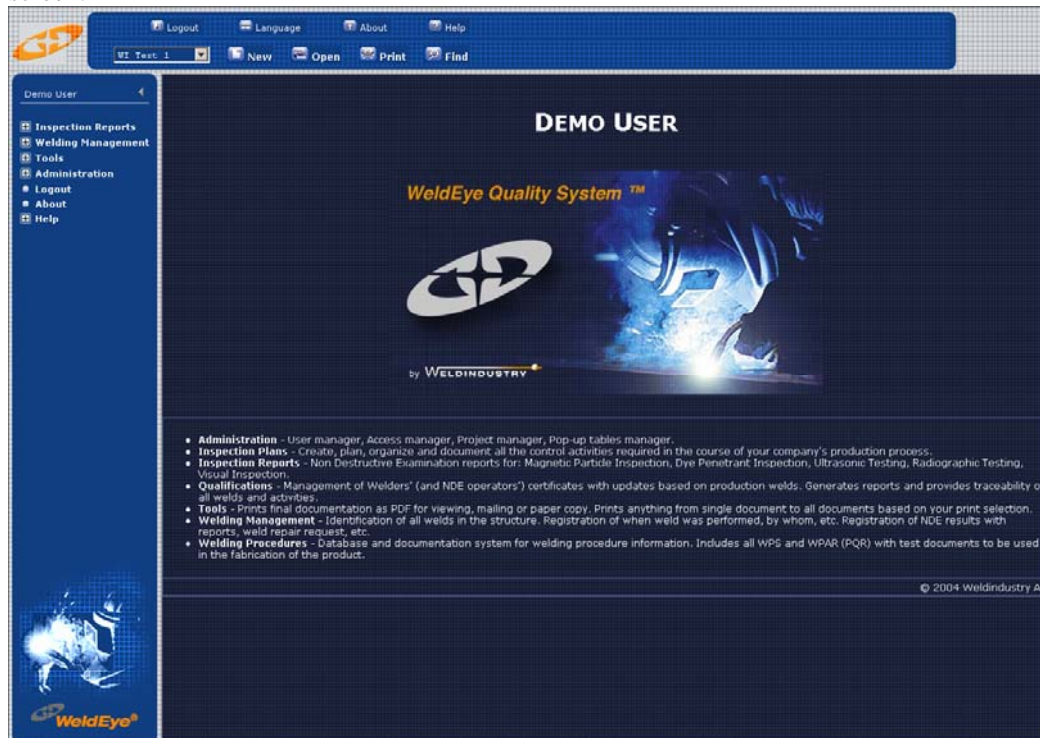 Logout Language About Help
WI Test 1 New Open Print Find
Demo User
Inspection Reports
Welding Management
Tools
Administration
Logout
About
Help
DEMO USER
WeldEye Quality System ™
by WELDINDUSTRY
• Administration - User manager, Access manager, Project manager, Pop-up tables manager.
• Inspection Plans - Create, plan, organize and document all the control activities required in the course of your company's production process.
• Inspection Reports - Non Destructive Examination reports for: Magnetic Particle Inspection, Dye Penetrant Inspection, Ultrasonic Testing, Radiographic Testing,
Visual Inspection.
• Qualifications - Management of Welders' (and NDE operators') certificates with updates based on production welds. Generates reports and provides traceability o
all welds and activities.
• Tools - Prints final documentation as PDF for viewing, mailing or paper copy. Prints anything from single document to all documents based on your print selection.
• Welding Management - Identification of all welds in the structure. Registration of when weld was performed, by whom, etc. Registration of NDE results with
reports, weld repair request, etc.
• Welding Procedures - Database and documentation system for welding procedure information. Includes all WPS and WPAR (PQR) with test documents to be used
in the fabrication of the product.
© 2004 Weldindustry A
WeldEye®